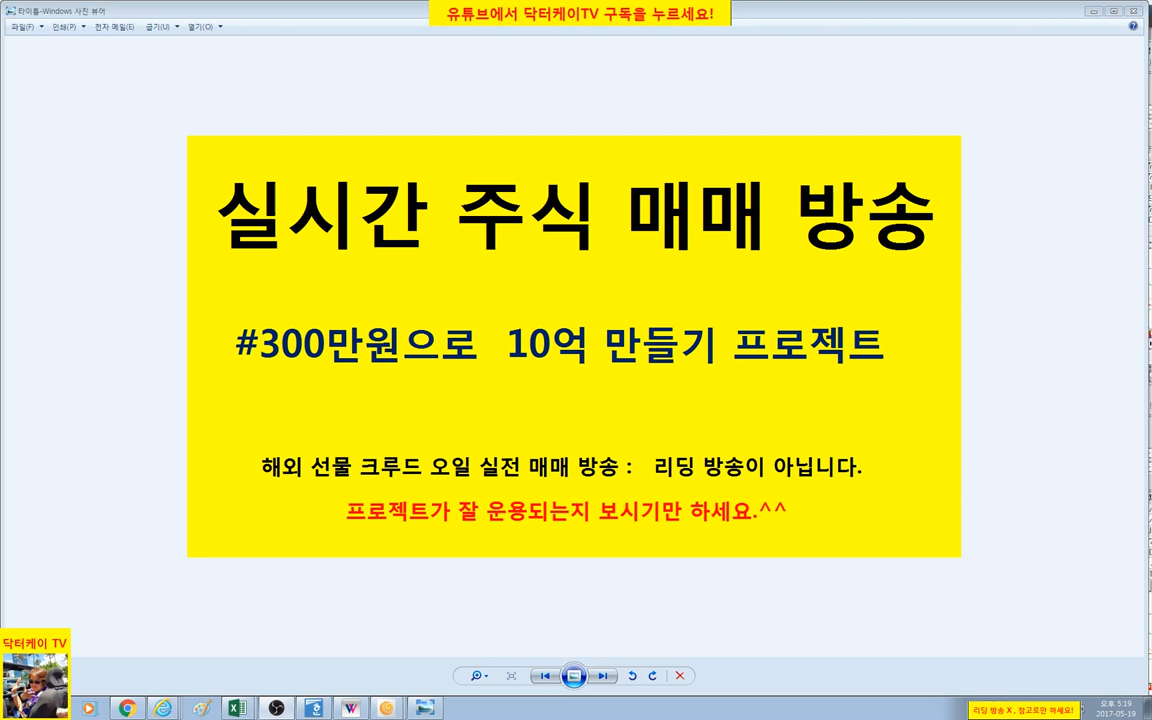 타이틀-Windows 사진 뷰어
유튜브에서 닥터케이TV 구독을 누르세요!
파일(F) 인쇄(P) 전자 메일(E) 굽기(U) 열기(O)
실시간 주식 매매 방송
#300만원으로 10억 만들기 프로젝트
해외 선물 크루드 오일 실전 매매 방송 : 리딩 방송이 아닙니다.
프로젝트가 잘 운용되는지 보시기만 하세요.^^
닥터케이 TV
리딩 방송 X , 참고로만 하세요!
오후 5:19
2017-05-19